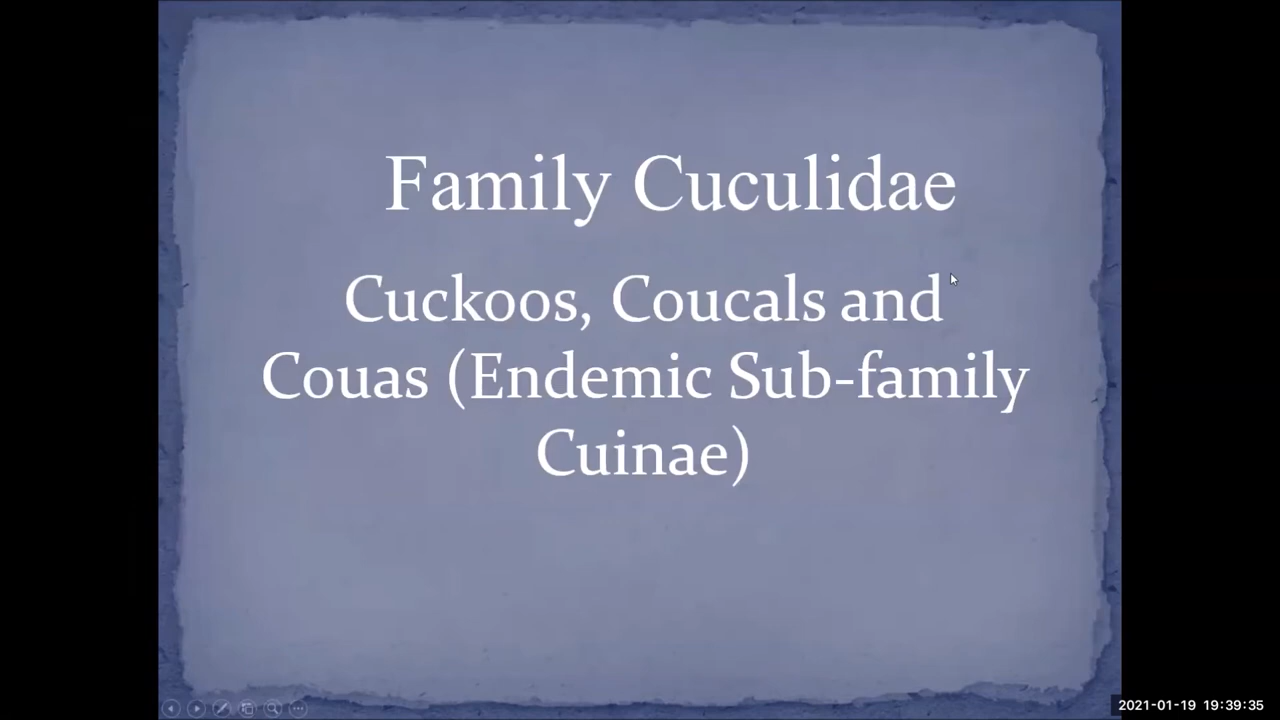 Family Cuculidae
Cuckoos, Coucals and
Couas (Endemic Sub-family
Cuinae)
2021-01-19 19:39:35